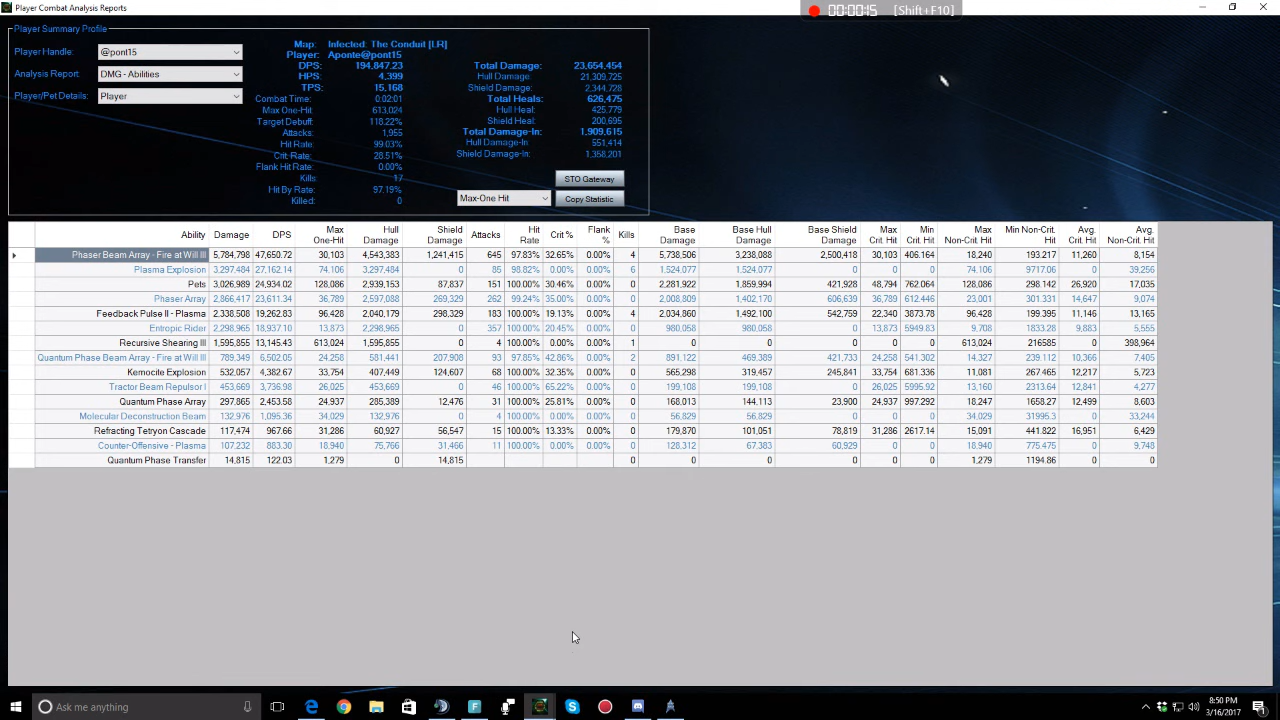 Player Combat Analysis Reports
00:00:15 [Shift+F10]
Player Summary Profile
Player Handle: @pont15
Analysis Report: DMG - Abilities
Player/Pet Details: Player
Map: Infected: The Conduit [LR]
Player: Aponte@pont15
DPS: 194,847.23
HPS: 4,399
TPS: 15,168
Combat Time: 0:02:01
Max One-Hit: 613,024
Target Debuff: 118.22%
Attacks: 1,955
Hit Rate: 99.03%
Crit. Rate: 28.51%
Flank Hit Rate: 0.00%
Kills: 17
Hit By Rate: 97.19%
Killed: 0
Total Damage: 23,654,454
Hull Damage: 21,309,725
Shield Damage: 2,344,728
Total Heals: 626,475
Hull Heal: 425,779
Shield Heal: 200,695
Total Damage-In: 1,909,615
Hull Damage-In: 551,414
Shield Damage-In: 1,358,201
STO Gateway
Max-One Hit Copy Statistic
Ability Damage DPS Max One-Hit Hull Damage Shield Damage Attacks Hit Rate Crit % Flank % Kills Base Damage Base Hull Damage Base Shield Damage Max Crit. Hit Min Crit. Hit Max Non-Crit. Hit Min Non-Crit. Hit Avg. Crit. Hit Avg. Non-Crit. Hit
Phaser Beam Array - Fire at Will III 5,784,798 47,650.72 30,103 4,543,383 1,241,415 645 97.83% 32.65% 0.00% 4 5,738,506 3,238,088 2,500,418 30,103 406.164 18,240 193.217 11,260 8,154
Plasma Explosion 3,297,484 27,162.14 74,106 3,297,484 0 85 98.82% 0.00% 0.00% 6 1,524,077 1,524,077 0 0 0 74,106 9717.06 0 39,256
Pets 3,026,989 24,934.02 128,086 2,939,153 87,837 151 100.00% 30.46% 0.00% 0 2,281,922 1,859,994 421,928 48,794 762.064 128,086 298.142 26,920 17,035
Phaser Array 2,866,417 23,611.34 36,789 2,597,088 269,329 262 99.24% 35.00% 0.00% 0 2,008,809 1,402,170 606,639 36,789 612.446 23,001 301.331 14,647 9,074
Feedback Pulse II - Plasma 2,338,508 19,262.83 96,428 2,040,179 298,329 183 100.00% 19.13% 0.00% 4 2,034,860 1,492,100 542,759 22,340 3873.78 96,428 199.395 11,146 13,165
Entropic Rider 2,298,965 18,937.10 13,873 2,298,965 0 357 100.00% 20.45% 0.00% 0 980,058 980,058 0 13,873 5949.83 9,708 1833.28 9,883 5,555
Recursive Shearing III 1,595,855 13,145.43 613,024 1,595,855 0 4 100.00% 0.00% 0.00% 1 0 0 0 0 0 613,024 216585 0 398,964
Quantum Phase Beam Array - Fire at Will III 789,349 6,502.05 24,258 581,441 207,908 93 97.85% 42.86% 0.00% 2 891,122 469,389 421,733 24,258 541.302 14,327 239.112 10,366 7,405
Kemocite Explosion 532,057 4,382.67 33,754 407,449 124,607 68 100.00% 32.35% 0.00% 0 565,298 319,457 245,841 33,754 681.336 11,081 267.465 12,217 5,723
Tractor Beam Repulsor I 453,669 3,736.98 26,025 453,669 0 46 100.00% 65.22% 0.00% 0 199,108 199,108 0 26,025 5995.92 13,160 2313.64 12,841 4,277
Quantum Phase Array 297,865 2,453.58 24,937 285,389 12,476 31 100.00% 25.81% 0.00% 0 168,013 144,113 23,900 24,937 997.292 18,247 1658.27 12,499 8,603
Molecular Deconstruction Beam 132,976 1,095.36 34,029 132,976 0 4 100.00% 0.00% 0.00% 0 56,829 56,829 0 0 0 34,029 31995.3 0 33,244
Refracting Tetryon Cascade 117,474 967.66 31,286 60,927 56,547 15 100.00% 13.33% 0.00% 0 179,870 101,051 78,819 31,286 2617.14 15,091 441.822 16,951 6,429
Counter-Offensive - Plasma 107,232 883.30 18,940 75,766 31,466 11 100.00% 0.00% 0.00% 0 128,312 67,383 60,929 0 0 18,940 775.475 0 9,748
Quantum Phase Transfer 14,815 122.03 1,279 0 14,815 0 0 0 0 0 0 1,279 1194.86 0 0
Ask me anything
8:50 PM
3/16/2017